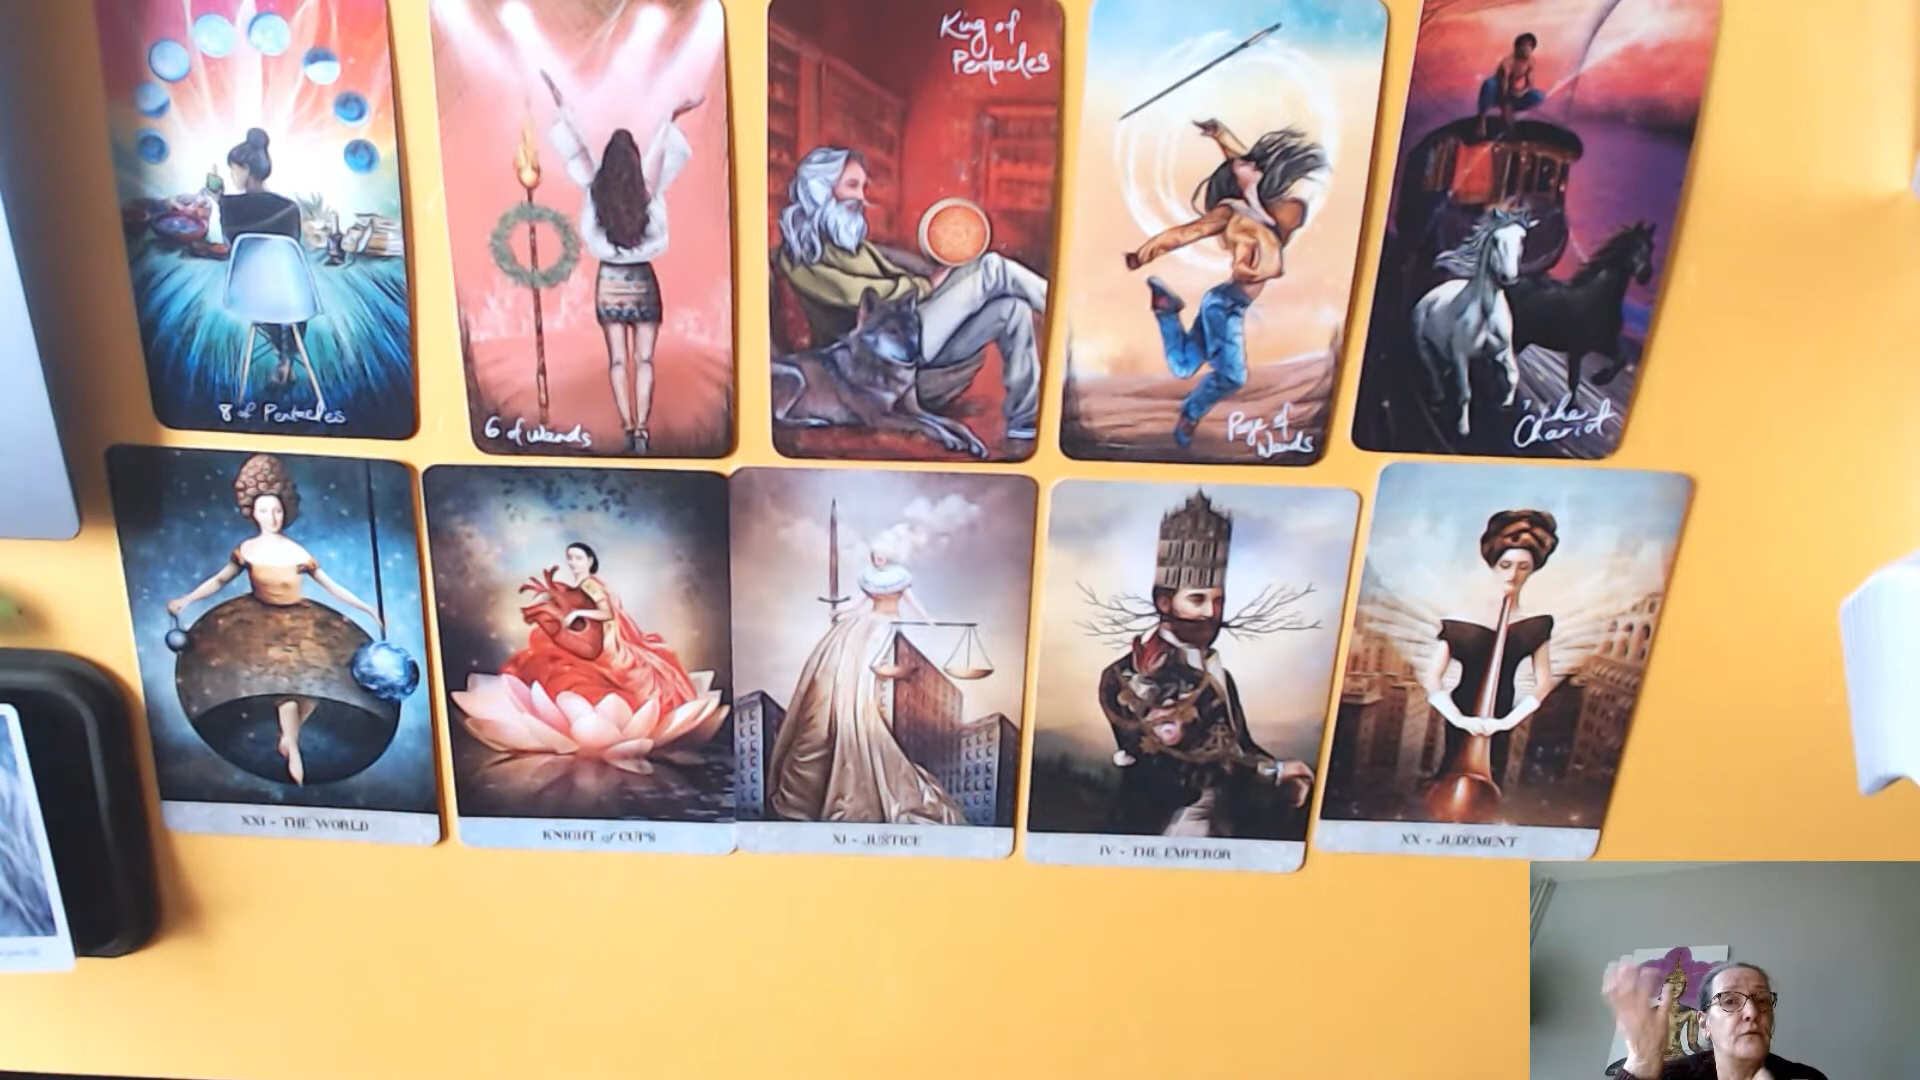 King of
Pentacles
8 of Pentacles
6 of Wands
Page of
Wands
The
Chariot
XXI - THE WORLD
KNIGHT of CUPS
XI - JUSTICE
IV - THE EMPEROR
XX - JUDGMENT